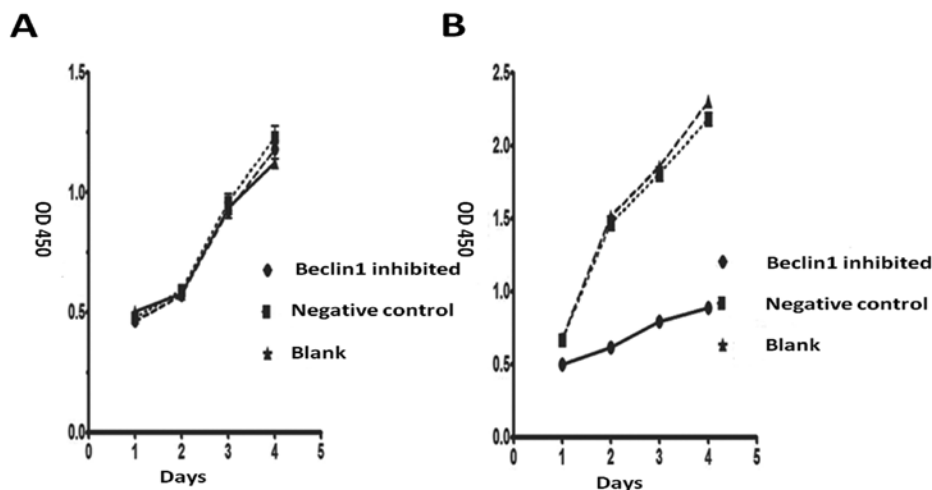 A
1.5
1.0
0.5
0.0
OD 450
0 1 2 3 4 5
Days
Beclin1 inhibited
Negative control
Blank
B
2.5
2.0
1.5
1.0
0.5
0.0
OD 450
0 1 2 3 4 5
Days
Beclin1 inhibited
Negative control
Blank